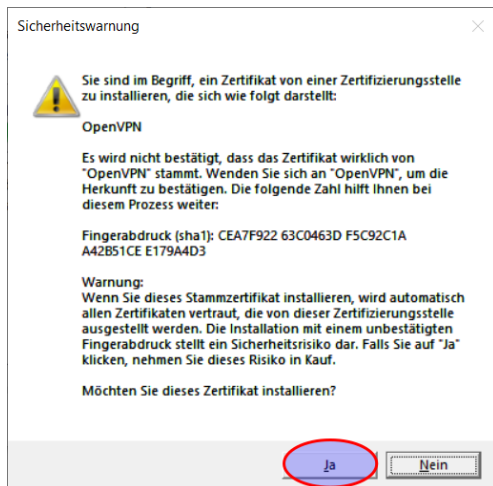 Sicherheitswarnung
Sie sind im Begriff, ein Zertifikat von einer Zertifizierungsstelle
zu installieren, die sich wie folgt darstellt:
OpenVPN
Es wird nicht bestätigt, dass das Zertifikat wirklich von
"OpenVPN" stammt. Wenden Sie sich an "OpenVPN", um die
Herkunft zu bestätigen. Die folgende Zahl hilft Ihnen bei
diesem Prozess weiter:
Fingerabdruck (sha1): CEA7F922 63C0463D F5C92C1A
A42B51CE E179A4D3
Warnung:
Wenn Sie dieses Stammzertifikat installieren, wird automatisch
allen Zertifikaten vertraut, die von dieser Zertifizierungsstelle
ausgestellt werden. Die Installation mit einem unbestätigten
Fingerabdruck stellt ein Sicherheitsrisiko dar. Falls Sie auf "Ja"
klicken, nehmen Sie dieses Risiko in Kauf.
Möchten Sie dieses Zertifikat installieren?
Ja
Nein